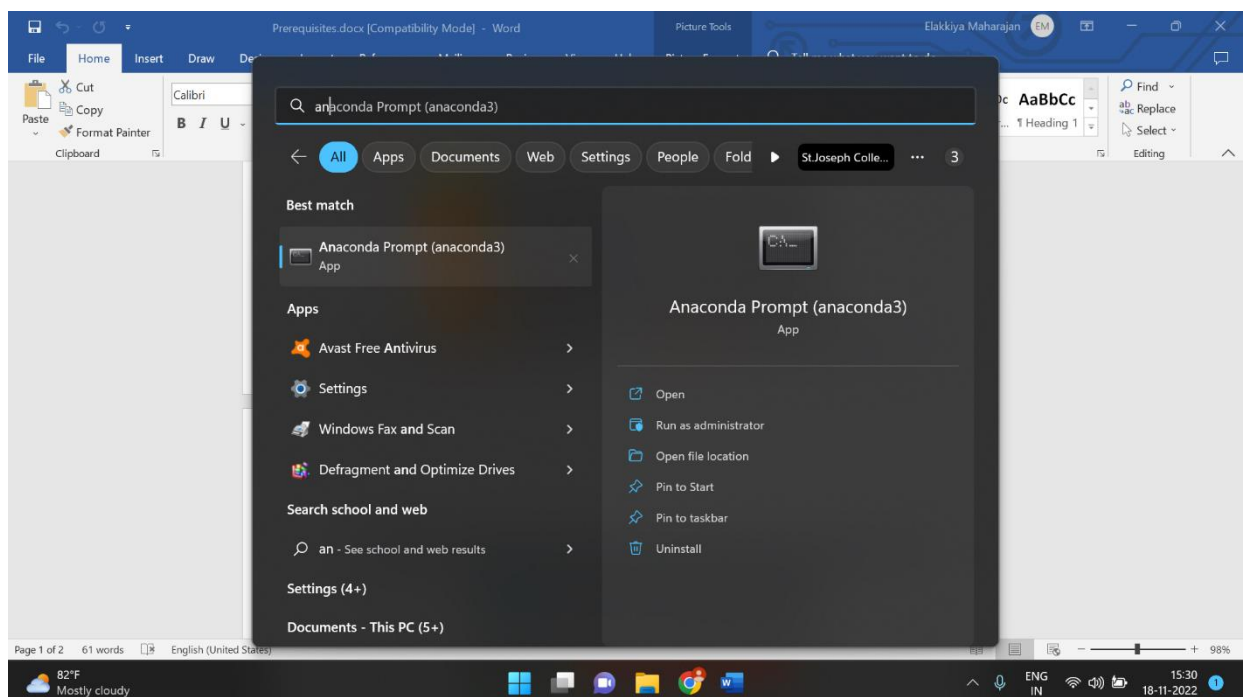 Prerequisites.docx [Compatibility Mode] - Word
Picture Tools
Elakkiya Maharajan
EM
File Home Insert Draw
Cut
Copy
Paste
Format Painter
Clipboard
Calibri
B I U
AaBbCc
Heading 1
Find
Replace
Select
Editing
anaconda Prompt (anaconda3)
All Apps Documents Web Settings People Fold St.Joseph Colle... ... 3
Best match
Anaconda Prompt (anaconda3)
App
Apps
Avast Free Antivirus
Settings
Windows Fax and Scan
Defragment and Optimize Drives
Search school and web
an - See school and web results
Settings (4+)
Documents - This PC (5+)
Anaconda Prompt (anaconda3)
App
Open
Run as administrator
Open file location
Pin to Start
Pin to taskbar
Uninstall
Page 1 of 2 61 words English (United States)
98%
82°F
Mostly cloudy
ENG
IN
15:30
18-11-2022
1